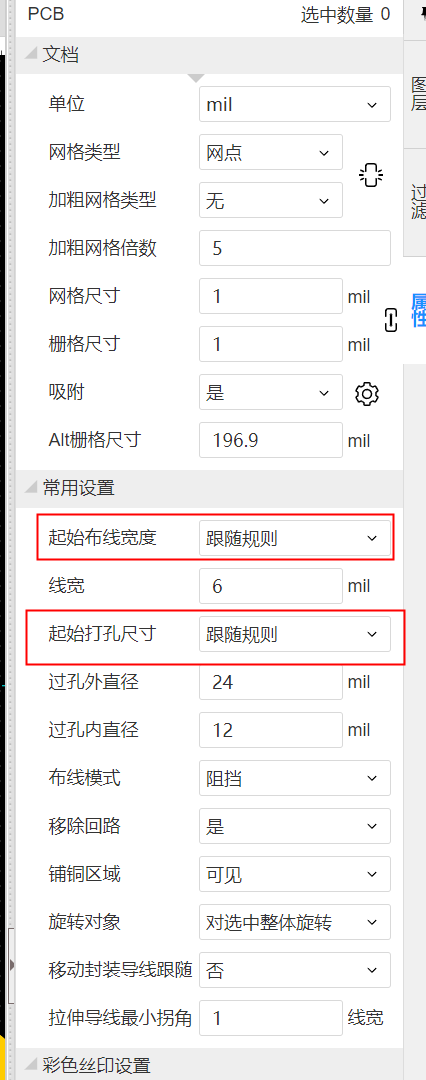 PCB 选中数量 0
文档
单位 mil
网格类型 网点
加粗网格类型 无
加粗网格倍数 5
网格尺寸 1 mil
栅格尺寸 1 mil
吸附 是
Alt栅格尺寸 196.9 mil
常用设置
起始布线宽度 跟随规则
线宽 6 mil
起始打孔尺寸 跟随规则
过孔外直径 24 mil
过孔内直径 12 mil
布线模式 阻挡
移除回路 是
铺铜区域 可见
旋转对象 对选中整体旋转
移动封装导线跟随 否
拉伸导线最小拐角 1 线宽
彩色丝印设置
图层
过滤
属性